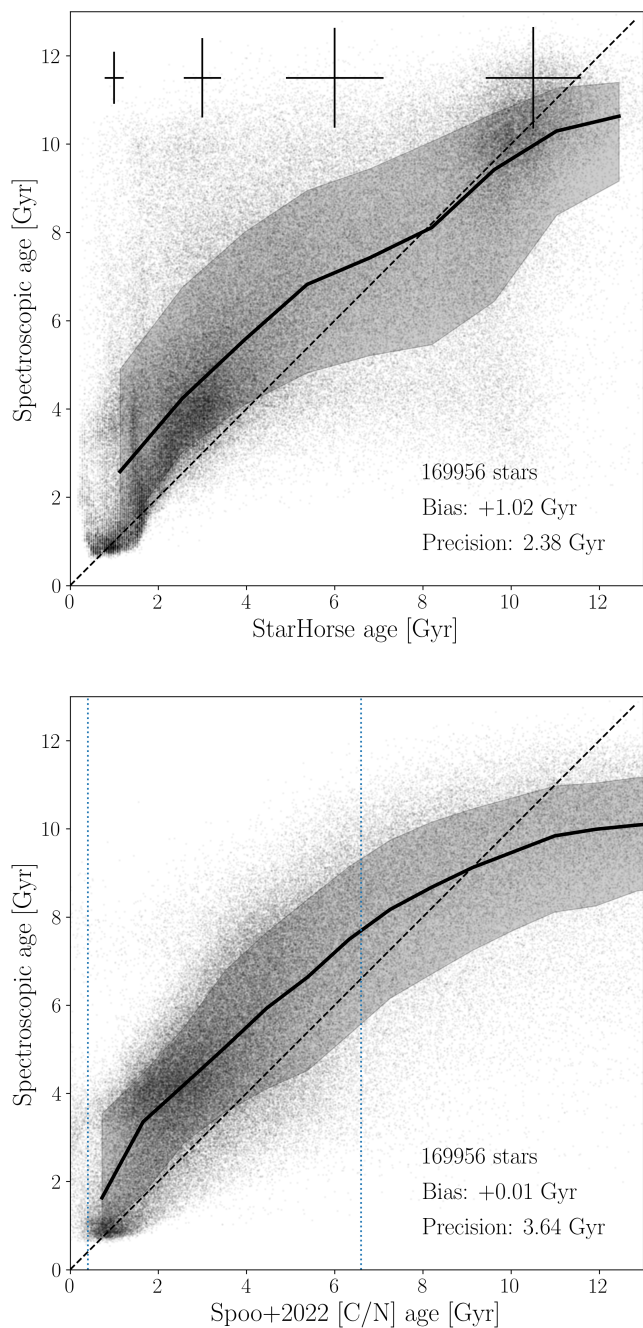 12
10
8
6
4
2
0
Spectroscopic age [Gyr]
169956 stars
Bias: +1.02 Gyr
Precision: 2.38 Gyr
0 2 4 6 8 10 12
StarHorse age [Gyr]
12
10
8
6
4
2
0
Spectroscopic age [Gyr]
169956 stars
Bias: +0.01 Gyr
Precision: 3.64 Gyr
0 2 4 6 8 10 12
Spoo+2022 [C/N] age [Gyr]